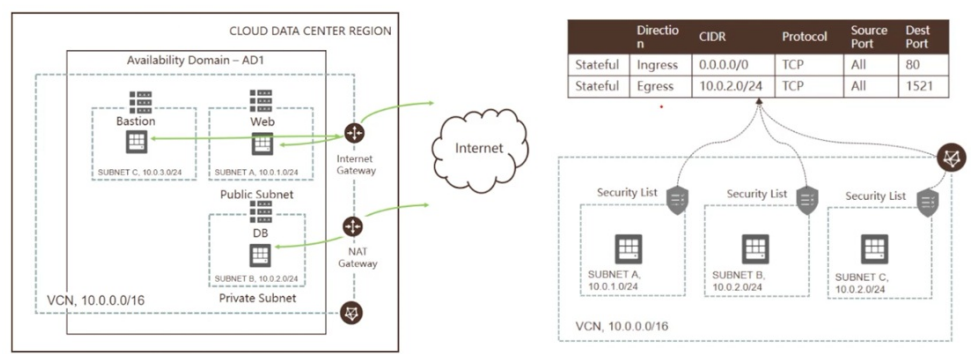 CLOUD DATA CENTER REGION
Availability Domain – AD1
Bastion
Web
SUBNET C, 10.0.3.0/24
SUBNET A, 10.0.1.0/24
Internet
Gateway
Public Subnet
DB
NAT
Gateway
SUBNET B, 10.0.2.0/24
Private Subnet
VCN, 10.0.0.0/16
Internet
Directio
n
CIDR
Protocol
Source
Port
Dest
Port
Stateful Ingress 0.0.0.0/0 TCP All 80
Stateful Egress 10.0.2.0/24 TCP All 1521
Security List
Security List
Security List
SUBNET A,
10.0.1.0/24
SUBNET B,
10.0.2.0/24
SUBNET C,
10.0.2.0/24
VCN, 10.0.0.0/16